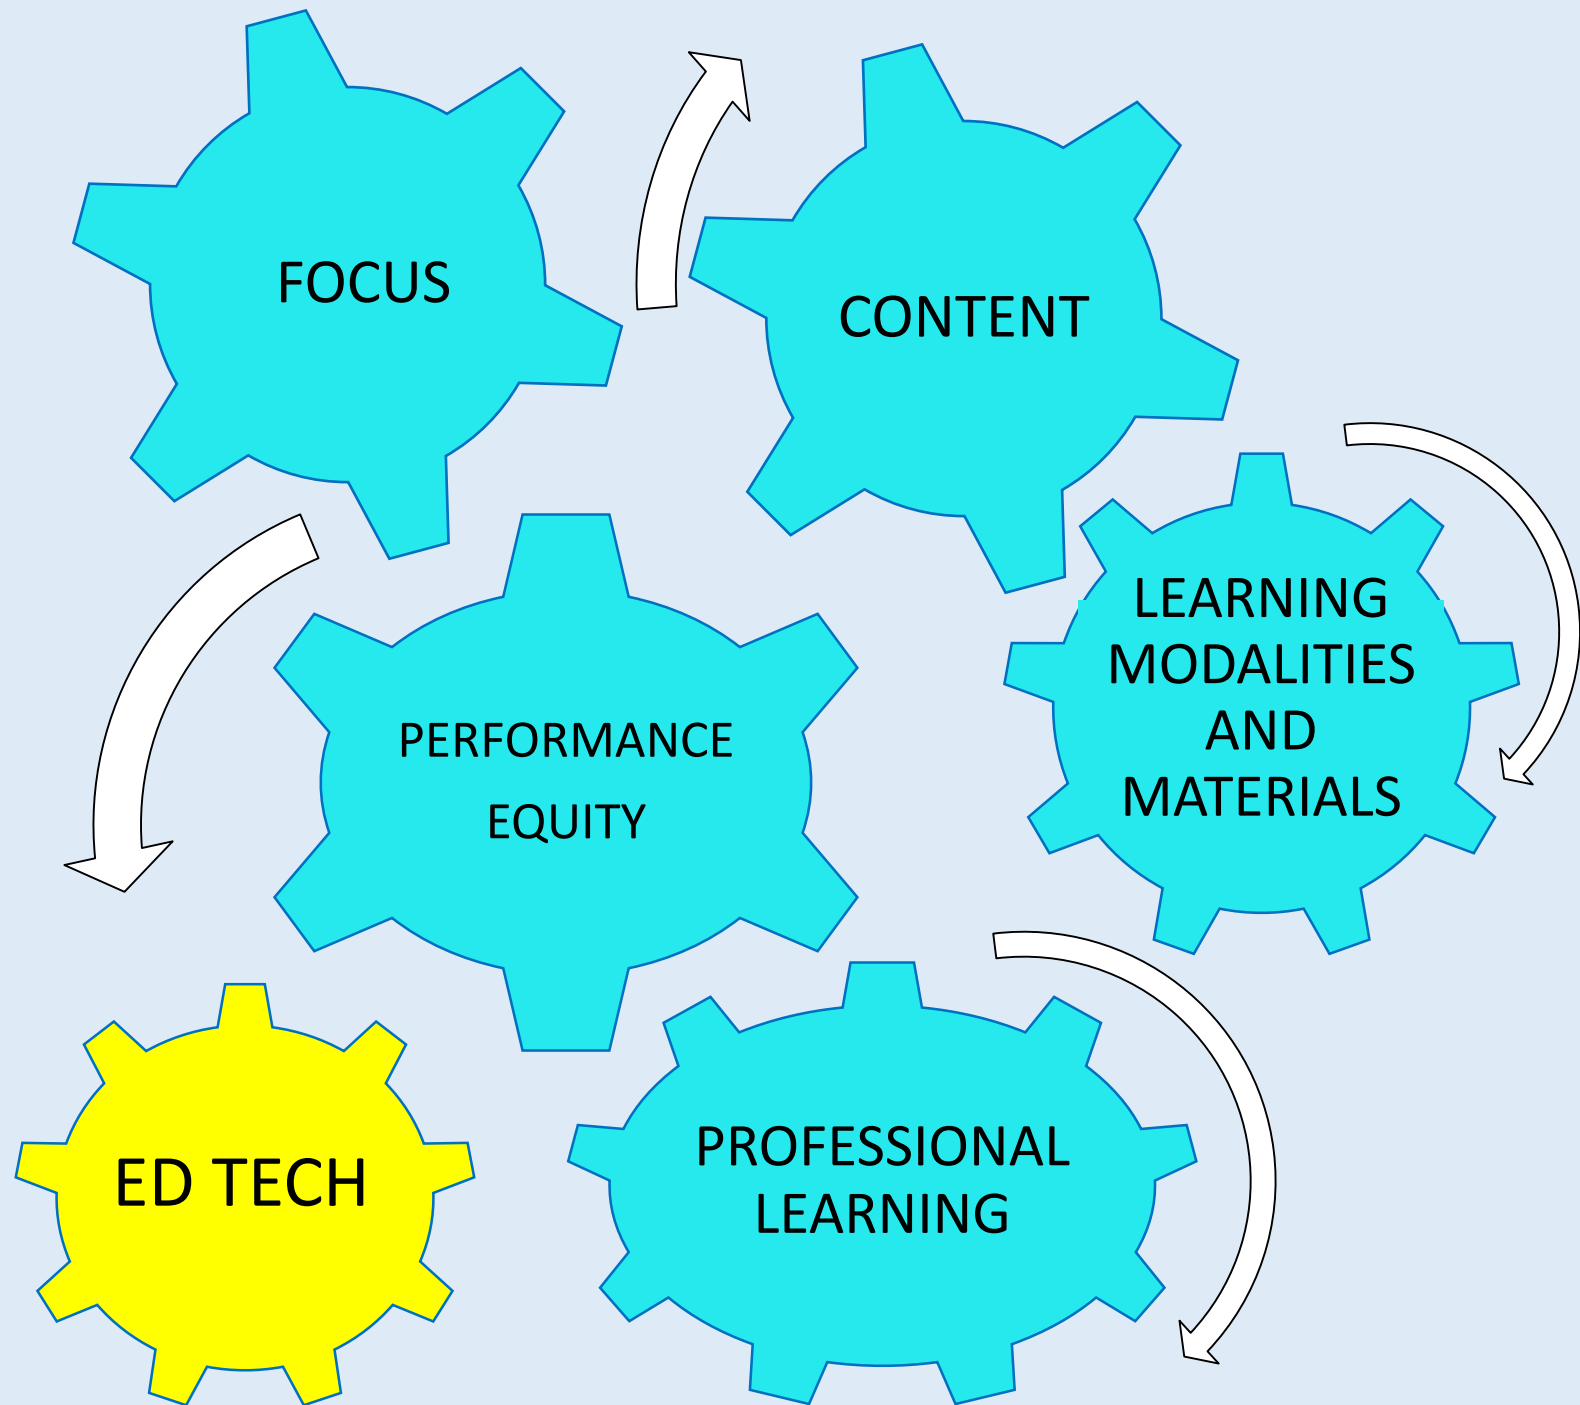 FOCUS
CONTENT
LEARNING
MODALITIES
AND
MATERIALS
PERFORMANCE
EQUITY
ED TECH
PROFESSIONAL
LEARNING